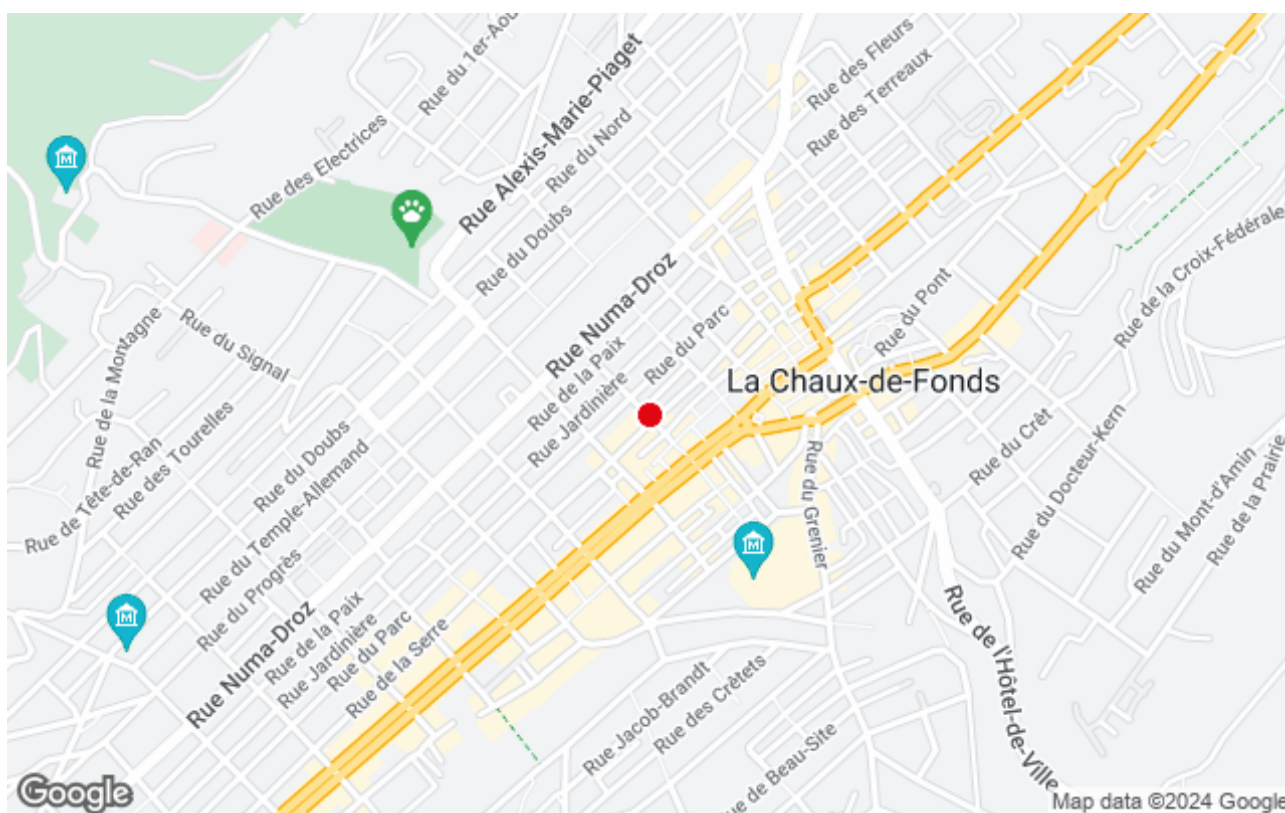 Rue du 1er-Aoû
Rue Alexis-Marie-Piaget
Rue des Fleurs
Rue des Terreaux
Rue des Electrices
Rue du Nord
Rue du Doubs
Rue de la Croix-Fédérale
Rue Numa-Droz
Rue du Pont
Rue du Parc
Rue de la Montagne
Rue du Signal
Rue de la Paix
Rue Jardinière
La Chaux-de-Fonds
Rue de Tête-de-Ran
Rue des Tourelles
Rue du Doubs
Rue du Temple-Allemand
Rue du Progrès
Rue du Grenier
Rue du Crêt
Rue du Docteur-Kern
Rue du Mont-d'Amin
Rue de la Prairie
Rue Numa-Droz
Rue de la Paix
Rue Jardinière
Rue du Parc
Rue de la Serre
Rue de l'Hôtel-de-Ville
Rue Jacob-Brandt
Rue des Crêtets
ue de Beau-Site
Google
Map data ©2024 Google